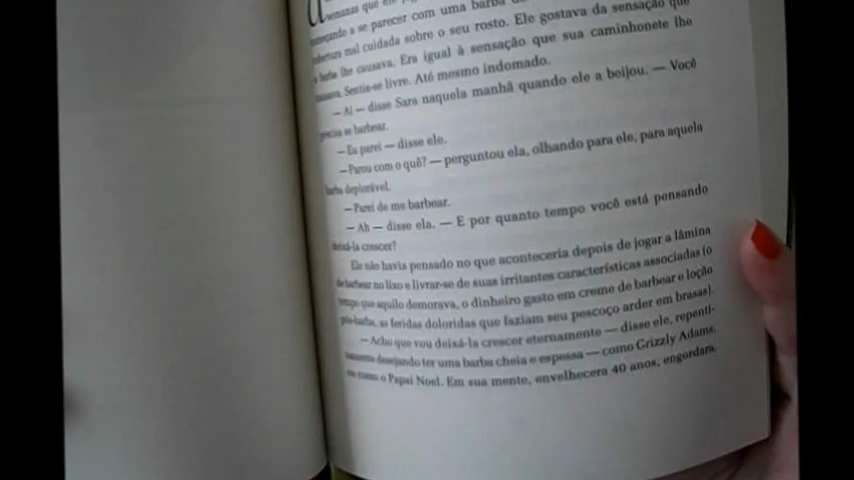 semanas que ele
começando a se parecer com uma barba
cobertura mal cuidada sobre o seu rosto. Ele gostava da sensação que
a barba lhe causava. Era igual à sensação que sua caminhonete lhe
causava. Sentia-se livre. Até mesmo indomado.
— Ai — disse Sara naquela manhã quando ele a beijou. — Você
precisa se barbear.
— Eu parei — disse ele.
— Parou com o quê? — perguntou ela, olhando para ele, para aquela
barba deplorável.
— Parei de me barbear.
— Ah — disse ela. — E por quanto tempo você está pensando
deixá-la crescer?
Ele não havia pensado no que aconteceria depois de jogar a lâmina
de barbear no lixo e livrar-se de suas irritantes características associadas (o
tempo que aquilo demorava, o dinheiro gasto em creme de barbear e loção
pós-barba, as feridas doloridas que faziam seu pescoço arder em brasas).
— Acho que vou deixá-la crescer eternamente — disse ele, repenti-
namente desejando ter uma barba cheia e espessa — como Grizzly Adams,
ou como o Papai Noel. Em sua mente, envelhecera 40 anos, engordara,